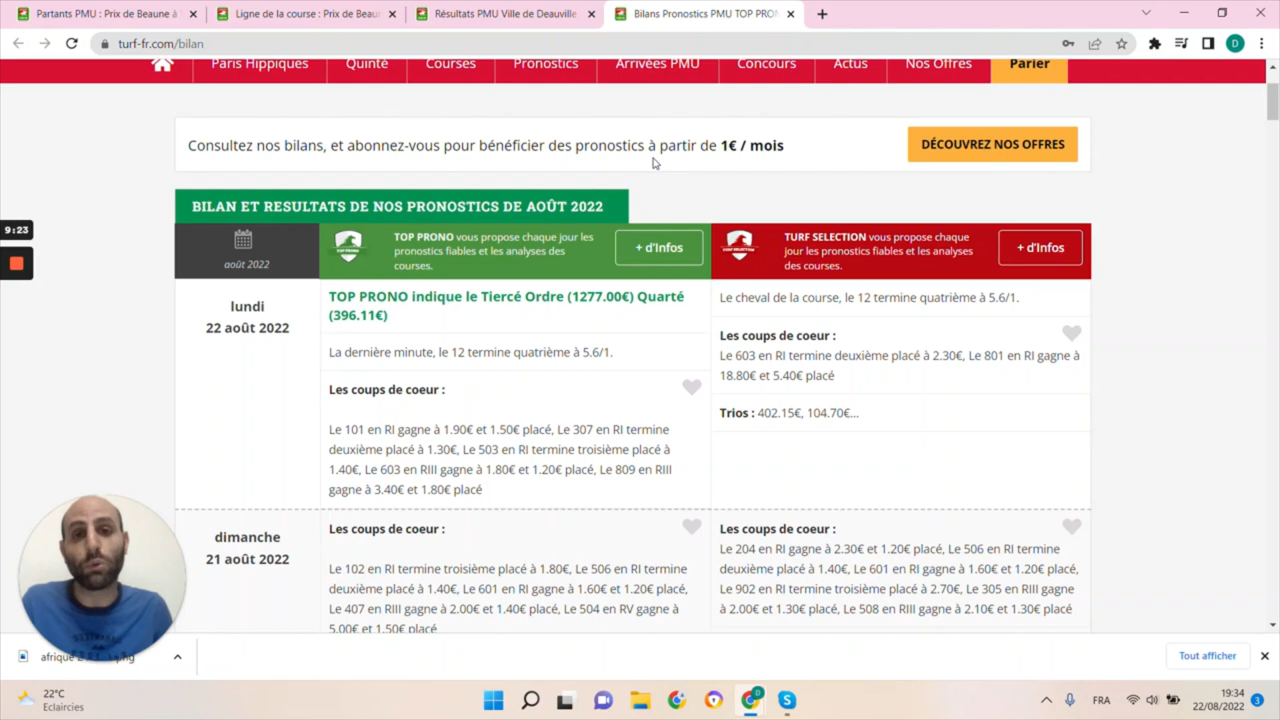 Partants PMU : Prix de Beaune à
Ligne de la course : Prix de Beau
Résultats PMU Ville de Deauville
Bilans Pronostics PMU TOP PRO
turf-fr.com/bilan
D
Paris Hippiques
Quinté
Courses
Pronostics
Arrivées PMU
Concours
Actus
Nos Offres
Parier
Consultez nos bilans, et abonnez-vous pour bénéficier des pronostics à partir de 1€ / mois
DÉCOUVREZ NOS OFFRES
BILAN ET RESULTATS DE NOS PRONOSTICS DE AOÛT 2022
9:23
août 2022
TOP PRONO
TOP PRONO vous propose chaque jour les
pronostics fiables et les analyses des
courses.
+ d'Infos
TURF SELECTION
TURF SELECTION vous propose chaque
jour les pronostics fiables et les analyses
des courses.
+ d'Infos
lundi
22 août 2022
TOP PRONO indique le Tiercé Ordre (1277.00€) Quarté
(396.11€)
La dernière minute, le 12 termine quatrième à 5.6/1.
Les coups de coeur :
Le 101 en RI gagne à 1.90€ et 1.50€ placé, Le 307 en RI termine
deuxième placé à 1.30€, Le 503 en RI termine troisième placé à
1.40€, Le 603 en RIII gagne à 1.80€ et 1.20€ placé, Le 809 en RIII
gagne à 3.40€ et 1.80€ placé
Le cheval de la course, le 12 termine quatrième à 5.6/1.
Les coups de coeur :
Le 603 en RI termine deuxième placé à 2.30€, Le 801 en RI gagne à
18.80€ et 5.40€ placé
Trios : 402.15€, 104.70€...
dimanche
21 août 2022
Les coups de coeur :
Le 102 en RI termine troisième placé à 1.80€, Le 506 en RI termine
deuxième placé à 1.40€, Le 601 en RI gagne à 1.60€ et 1.20€ placé,
Le 407 en RIII gagne à 2.00€ et 1.40€ placé, Le 504 en RV gagne à
5.00€ et 1.50€ placé
Les coups de coeur :
Le 204 en RI gagne à 2.30€ et 1.20€ placé, Le 506 en RI termine
deuxième placé à 1.40€, Le 601 en RI gagne à 1.60€ et 1.20€ placé,
Le 902 en RI termine troisième placé à 2.70€, Le 305 en RIII gagne
à 2.00€ et 1.30€ placé, Le 508 en RIII gagne à 2.10€ et 1.30€ placé
afrique
Tout afficher
22°C
Eclaircies
D
FRA
19:34
22/08/2022
3